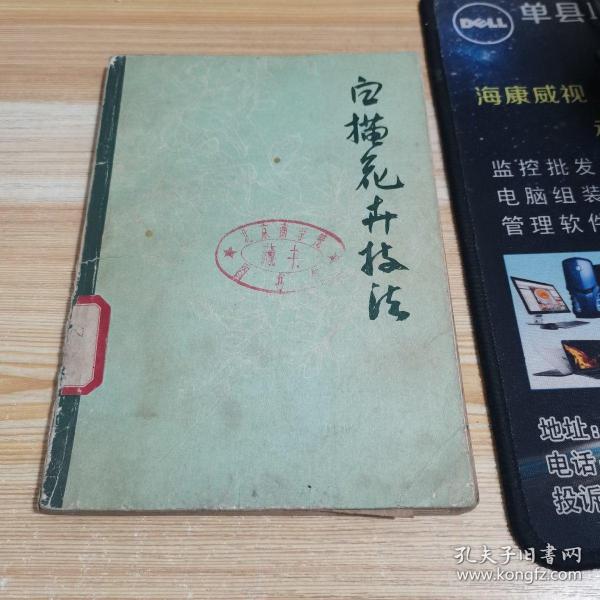 白描花卉技法
DELL
单县
海康威视
监控批发
电脑组装
管理软件
地址:
电话
投诉
孔夫子旧书网
www.kongfz.com